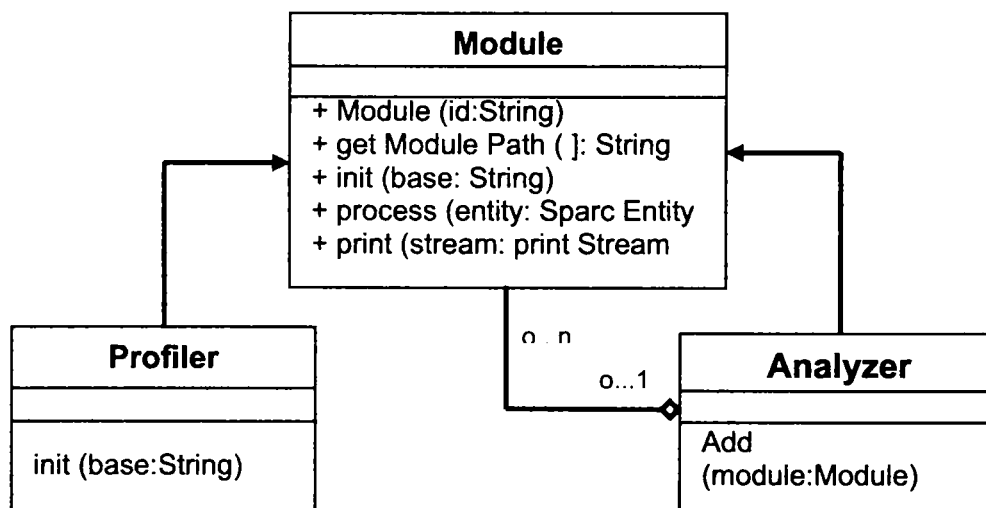 Module
+ Module (id:String)
+ get Module Path ( ]: String
+ init (base: String)
+ process (entity: Sparc Entity
+ print (stream: print Stream
o . . n
o...1
Profiler
init (base:String)
Analyzer
Add
(module:Module)